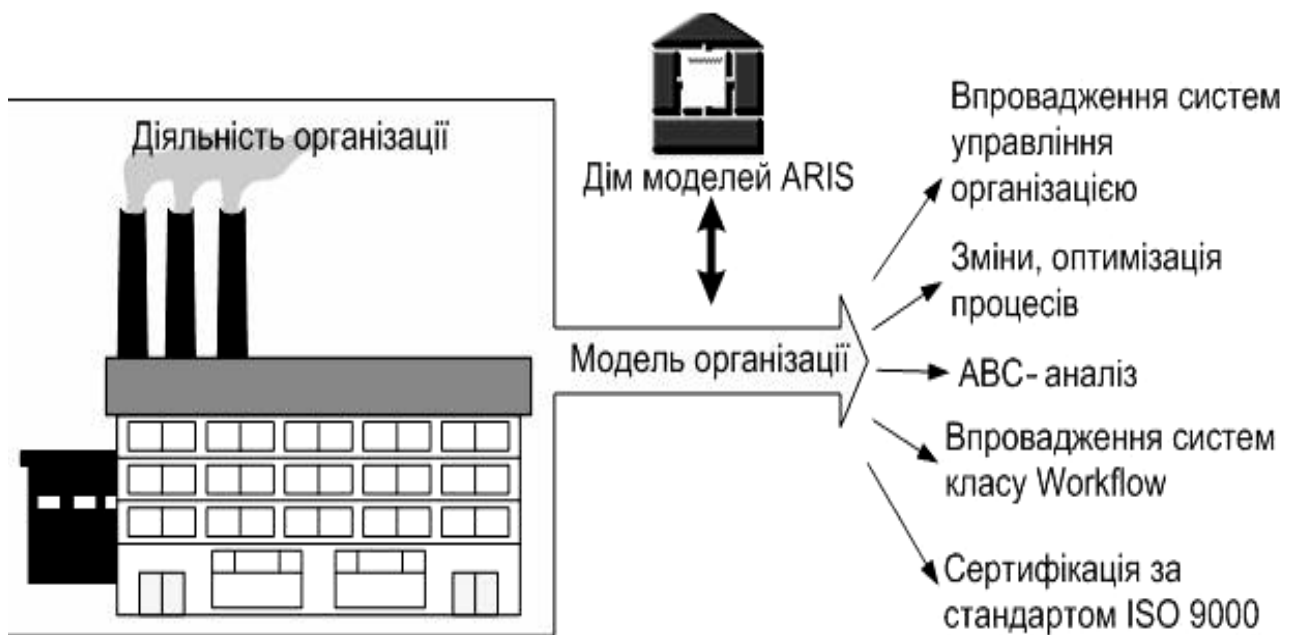 Діяльність організації
Дім моделей ARIS
Модель організації
Впровадження систем
управління
організацією
Зміни, оптимізація
процесів
АВС- аналіз
Впровадження систем
класу Workflow
Сертифікація за
стандартом ISO 9000